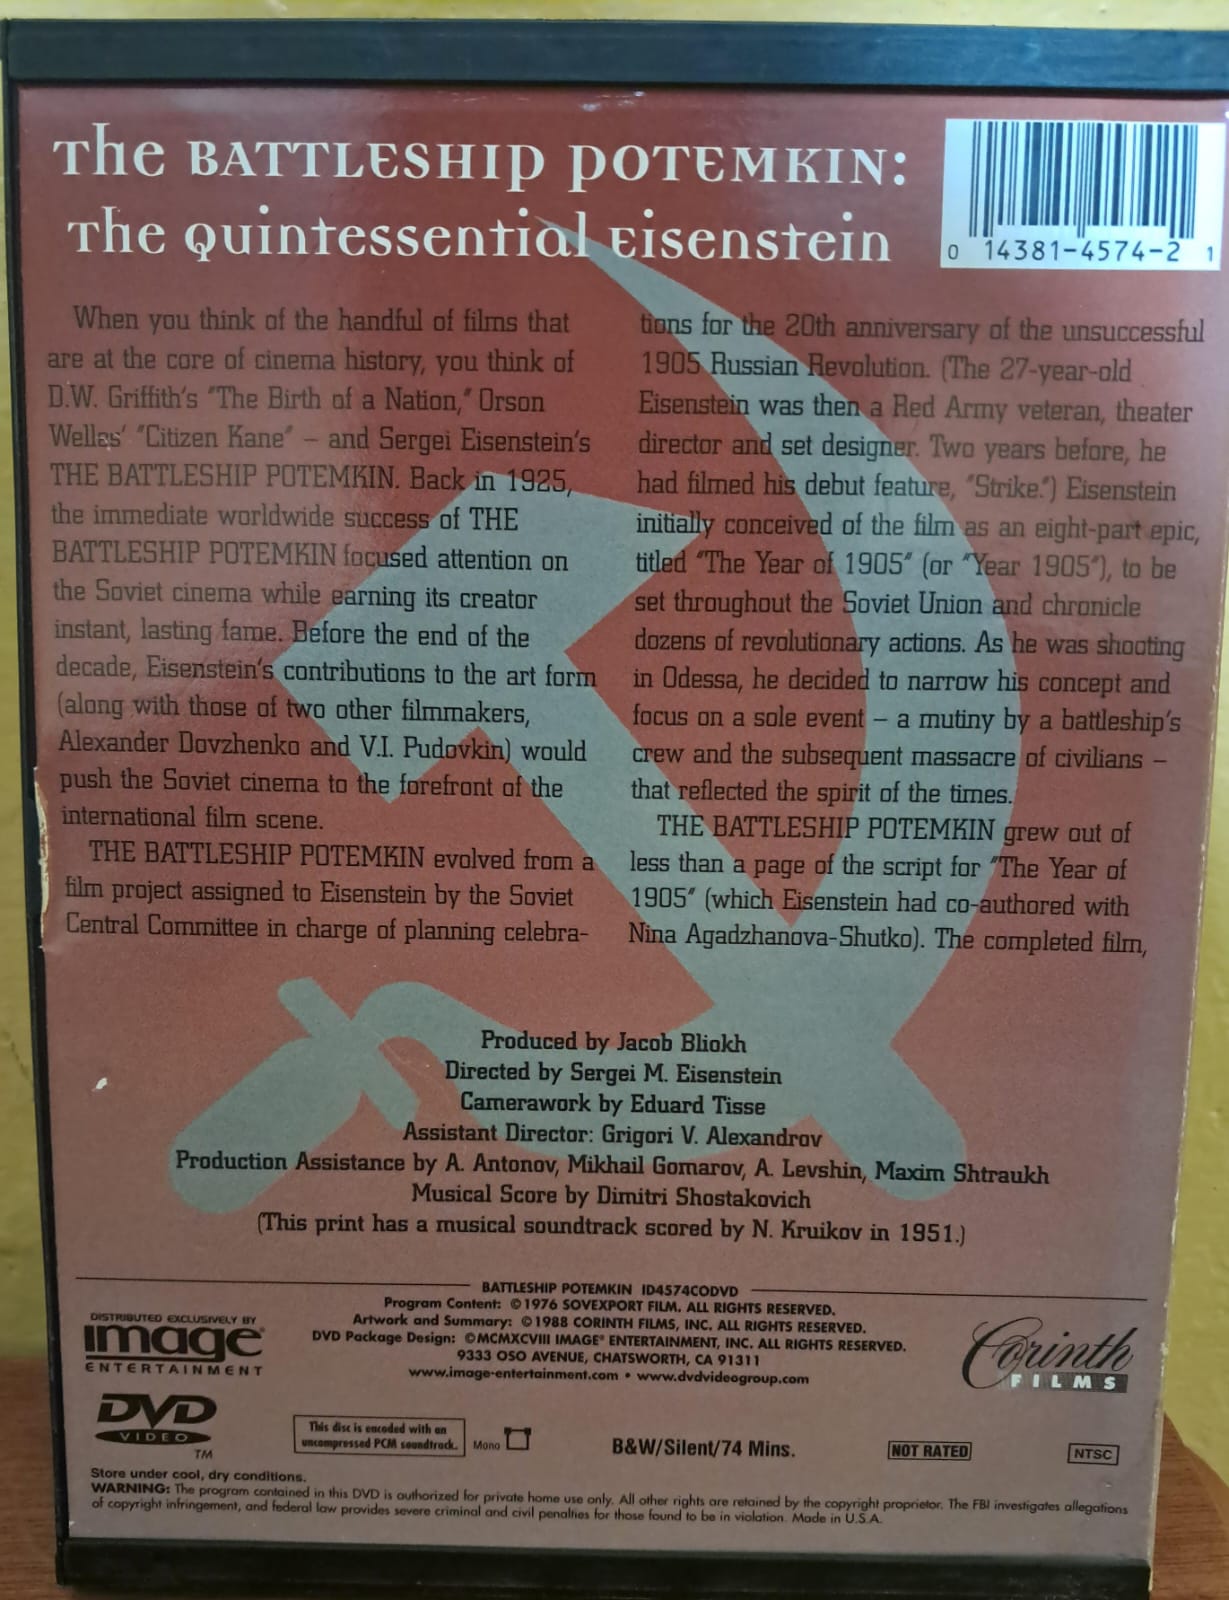 The BATTLESHIP POTEMKIN:
The Quintessential Eisenstein
0 14381-4574-2 1
When you think of the handful of films that
are at the core of cinema history, you think of
D.W. Griffith's "The Birth of a Nation," Orson
Welles' "Citizen Kane" – and Sergei Eisenstein's
THE BATTLESHIP POTEMKIN. Back in 1925,
the immediate worldwide success of THE
BATTLESHIP POTEMKIN focused attention on
the Soviet cinema while earning its creator
instant, lasting fame. Before the end of the
decade, Eisenstein's contributions to the art form
(along with those of two other filmmakers,
Alexander Dovzhenko and V.I. Pudovkin) would
push the Soviet cinema to the forefront of the
international film scene.
THE BATTLESHIP POTEMKIN evolved from a
film project assigned to Eisenstein by the Soviet
Central Committee in charge of planning celebra-
tions for the 20th anniversary of the unsuccessful
1905 Russian Revolution. (The 27-year-old
Eisenstein was then a Red Army veteran, theater
director and set designer. Two years before, he
had filmed his debut feature, "Strike.") Eisenstein
initially conceived of the film as an eight-part epic,
titled "The Year of 1905" (or "Year 1905"), to be
set throughout the Soviet Union and chronicle
dozens of revolutionary actions. As he was shooting
in Odessa, he decided to narrow his concept and
focus on a sole event – a mutiny by a battleship's
crew and the subsequent massacre of civilians –
that reflected the spirit of the times.
THE BATTLESHIP POTEMKIN grew out of
less than a page of the script for "The Year of
1905" (which Eisenstein had co-authored with
Nina Agadzhanova-Shutko). The completed film,
Produced by Jacob Bliokh
Directed by Sergei M. Eisenstein
Camerawork by Eduard Tisse
Assistant Director: Grigori V. Alexandrov
Production Assistance by A. Antonov, Mikhail Gomarov, A. Levshin, Maxim Shtraukh
Musical Score by Dimitri Shostakovich
(This print has a musical soundtrack scored by N. Kruikov in 1951.)
BATTLESHIP POTEMKIN ID4574CODVD
Program Content: ©1976 SOVEXPORT FILM. ALL RIGHTS RESERVED.
Artwork and Summary: ©1988 CORINTH FILMS, INC. ALL RIGHTS RESERVED.
DVD Package Design: ©MCMXCVIII IMAGE® ENTERTAINMENT, INC. ALL RIGHTS RESERVED.
9333 OSO AVENUE, CHATSWORTH, CA 91311
www.image-entertainment.com • www.dvdvideogroup.com
DISTRIBUTED EXCLUSIVELY BY
image®
ENTERTAINMENT
Corinth
FILMS
DVD
VIDEO
TM
This disc is encoded with an
uncompressed PCM soundtrack.
Mono
B&W/Silent/74 Mins.
NOT RATED
NTSC
Store under cool, dry conditions.
WARNING: The program contained in this DVD is authorized for private home use only. All other rights are retained by the copyright proprietor. The FBI investigates allegations
of copyright infringement, and federal law provides severe criminal and civil penalties for those found to be in violation. Made in U.S.A.